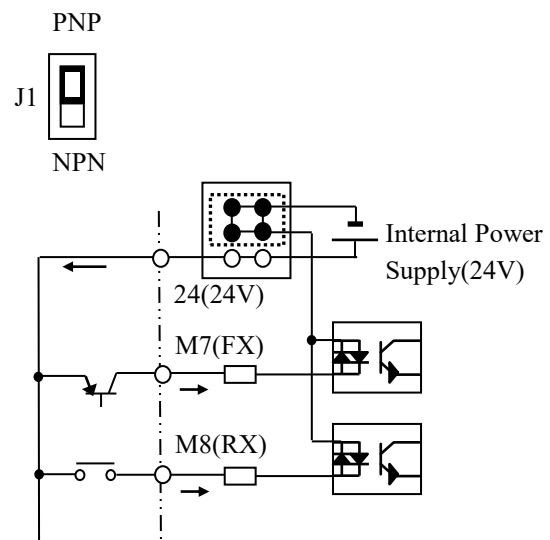 PNP
J1
NPN
Internal Power
Supply(24V)
24(24V)
M7(FX)
M8(RX)